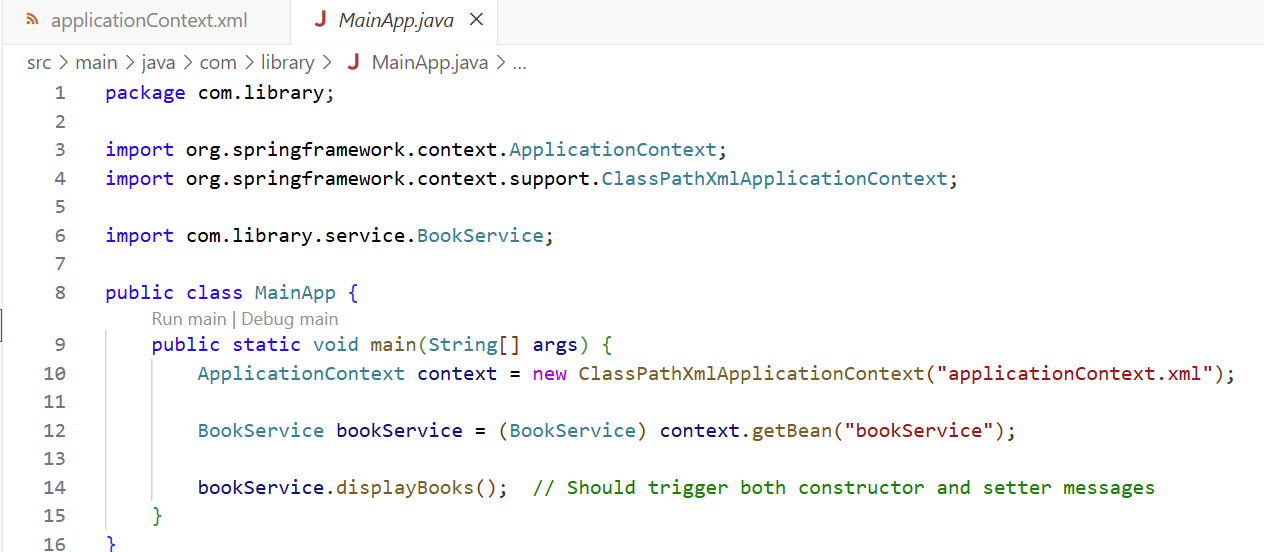 applicationContext.xml J MainApp.java ×
src > main > java > com > library > J MainApp.java > ...
1 package com.library;
2
3 import org.springframework.context.ApplicationContext;
4 import org.springframework.context.support.ClassPathXmlApplicationContext;
5
6 import com.library.service.BookService;
7
8 public class MainApp {
Run main | Debug main
9     public static void main(String[] args) {
10         ApplicationContext context = new ClassPathXmlApplicationContext("applicationContext.xml");
11
12         BookService bookService = (BookService) context.getBean("bookService");
13
14         bookService.displayBooks();  // Should trigger both constructor and setter messages
15     }
16 }